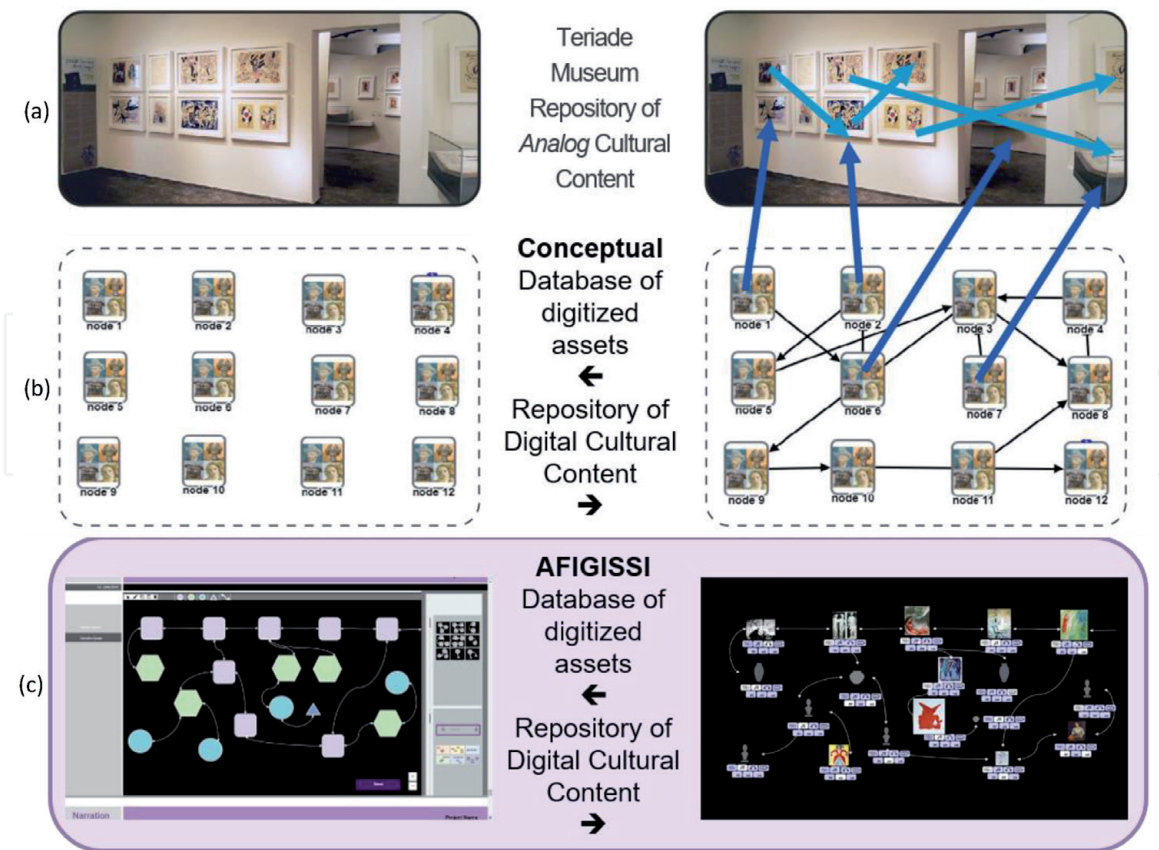 (a)
Teriade
Museum
Repository of
Analog Cultural
Content
(b)
node 1
node 2
node 3
node 4
node 5
node 6
node 7
node 8
node 9
node 10
node 11
node 12
Conceptual
Database of
digitized
assets
←
Repository of
Digital Cultural
Content
→
node 1
node 2
node 3
node 4
node 5
node 6
node 7
node 8
node 9
node 10
node 11
node 12
(c)
Narration
Project Name
AFIGISSI
Database of
digitized
assets
←
Repository of
Digital Cultural
Content
→